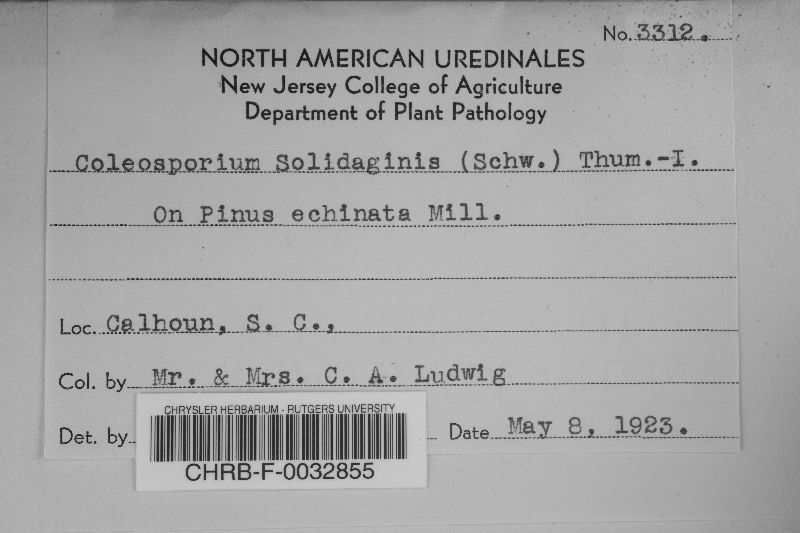 No. 3312.
NORTH AMERICAN UREDINALES
New Jersey College of Agriculture
Department of Plant Pathology
Coleosporium Solidaginis (Schw.) Thum.-I.
On Pinus echinata Mill.
Loc. Calhoun, S. C.,
Col. by Mr. & Mrs. C. A. Ludwig
Det. by
Date May 8, 1923.
CHRYSLER HERBARIUM - RUTGERS UNIVERSITY
CHRB-F-0032855